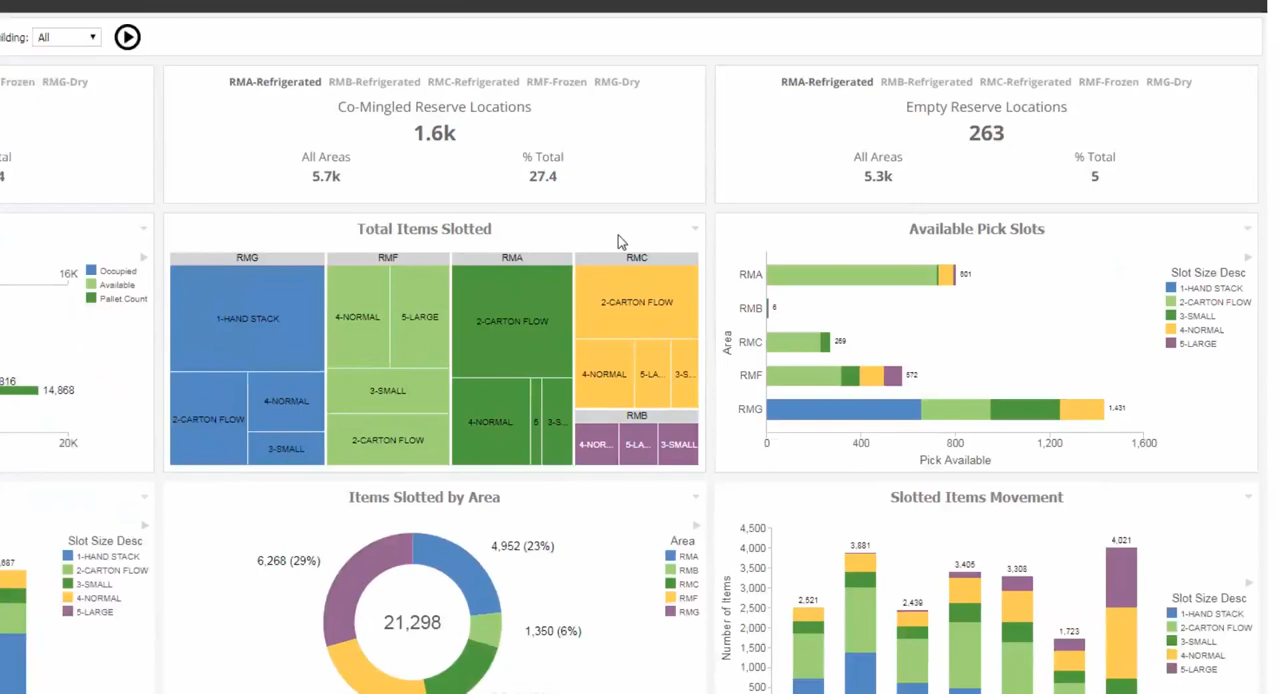 ilding: All
Frozen RMG-Dry
RMA-Refrigerated RMB-Refrigerated RMC-Refrigerated RMF-Frozen RMG-Dry
Co-Mingled Reserve Locations
1.6k
All Areas % Total
5.7k 27.4
RMA-Refrigerated RMB-Refrigerated RMC-Refrigerated RMF-Frozen RMG-Dry
Empty Reserve Locations
263
All Areas % Total
5.3k 5
tal
4
16K
Occupied
Available
Pallet Count
816
14,868
20K
Total Items Slotted
RMG RMF RMA RMC
1-HAND STACK
2-CARTON FLOW
4-NORMAL
3-SMALL
4-NORMAL
5-LARGE
3-SMALL
2-CARTON FLOW
2-CARTON FLOW
4-NORMAL
5
3-S...
2-CARTON FLOW
4-NORMAL
5-LA...
3-S...
RMB
4-NOR...
5-LA...
3-SMALL
Available Pick Slots
Area
RMA 801
RMB 6
RMC 269
RMF 572
RMG 1,431
0 400 800 1,200 1,600
Pick Available
Slot Size Desc
1-HAND STACK
2-CARTON FLOW
3-SMALL
4-NORMAL
5-LARGE
687
Slot Size Desc
1-HAND STACK
2-CARTON FLOW
3-SMALL
4-NORMAL
5-LARGE
Items Slotted by Area
6,268 (29%)
4,952 (23%)
21,298
1,350 (6%)
Area
RMA
RMB
RMC
RMF
RMG
Slotted Items Movement
Number of Items
4,500
4,000
3,500
3,000
2,500
2,000
1,500
1,000
500
2,521
3,881
2,439
3,405
3,308
1,723
4,021
Slot Size Desc
1-HAND STACK
2-CARTON FLOW
3-SMALL
4-NORMAL
5-LARGE